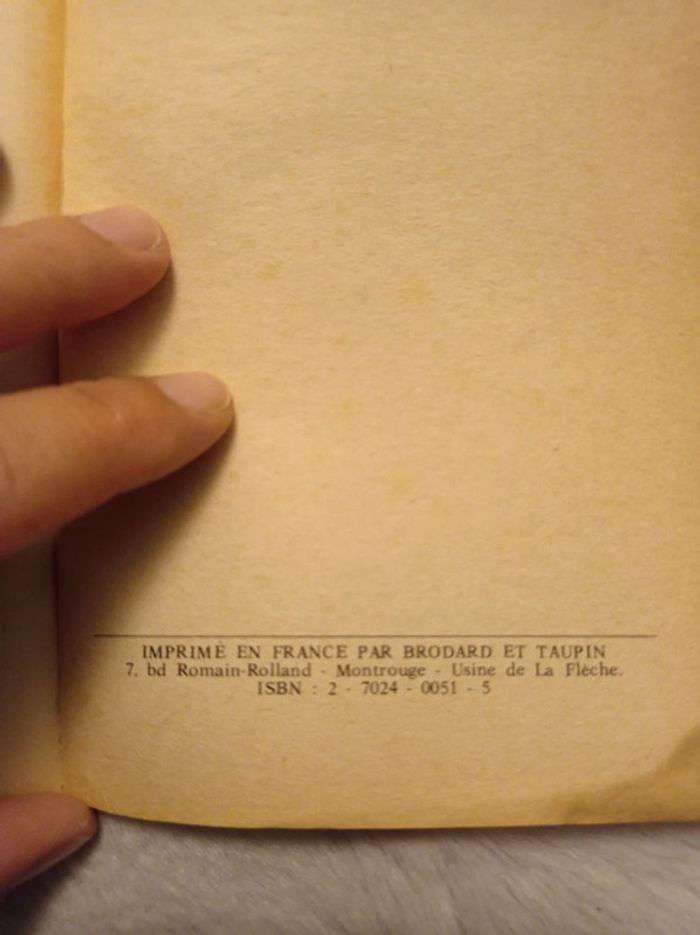 IMPRIMÉ EN FRANCE PAR BRODARD ET TAUPIN
7. bd Romain-Rolland - Montrouge - Usine de La Flèche.
ISBN : 2 - 7024 - 0051 - 5